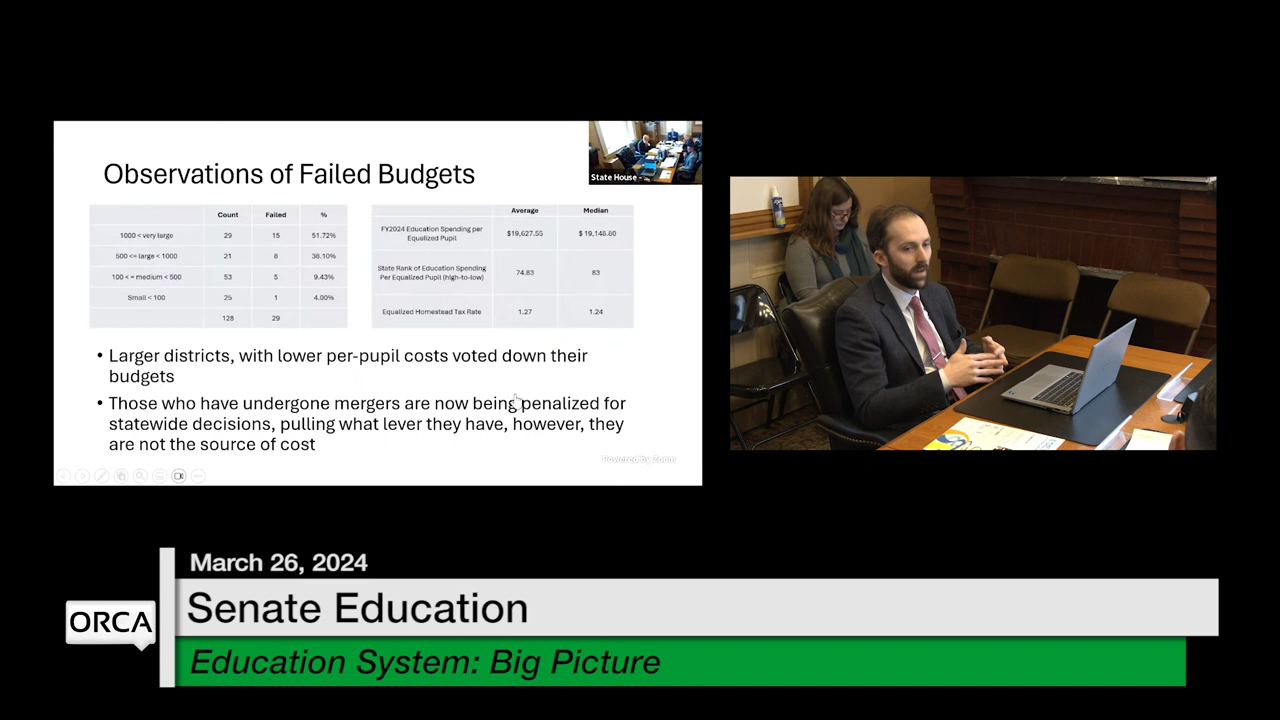 Observations of Failed Budgets
State House -
Count Failed %
1000 < very large 29 15 51.72%
500 <= large < 1000 21 8 38.10%
100 < = medium < 500 53 5 9.43%
Small < 100 25 1 4.00%
128 29
Average Median
FY2024 Education Spending per
Equalized Pupil $19,627.55 $ 19,148.80
State Rank of Education Spending
Per Equalized Pupil (high-to-low) 74.83 83
Equalized Homestead Tax Rate 1.27 1.24
• Larger districts, with lower per-pupil costs voted down their
budgets
• Those who have undergone mergers are now being penalized for
statewide decisions, pulling what lever they have, however, they
are not the source of cost
Powered by Zoom
March 26, 2024
ORCA
Senate Education
Education System: Big Picture